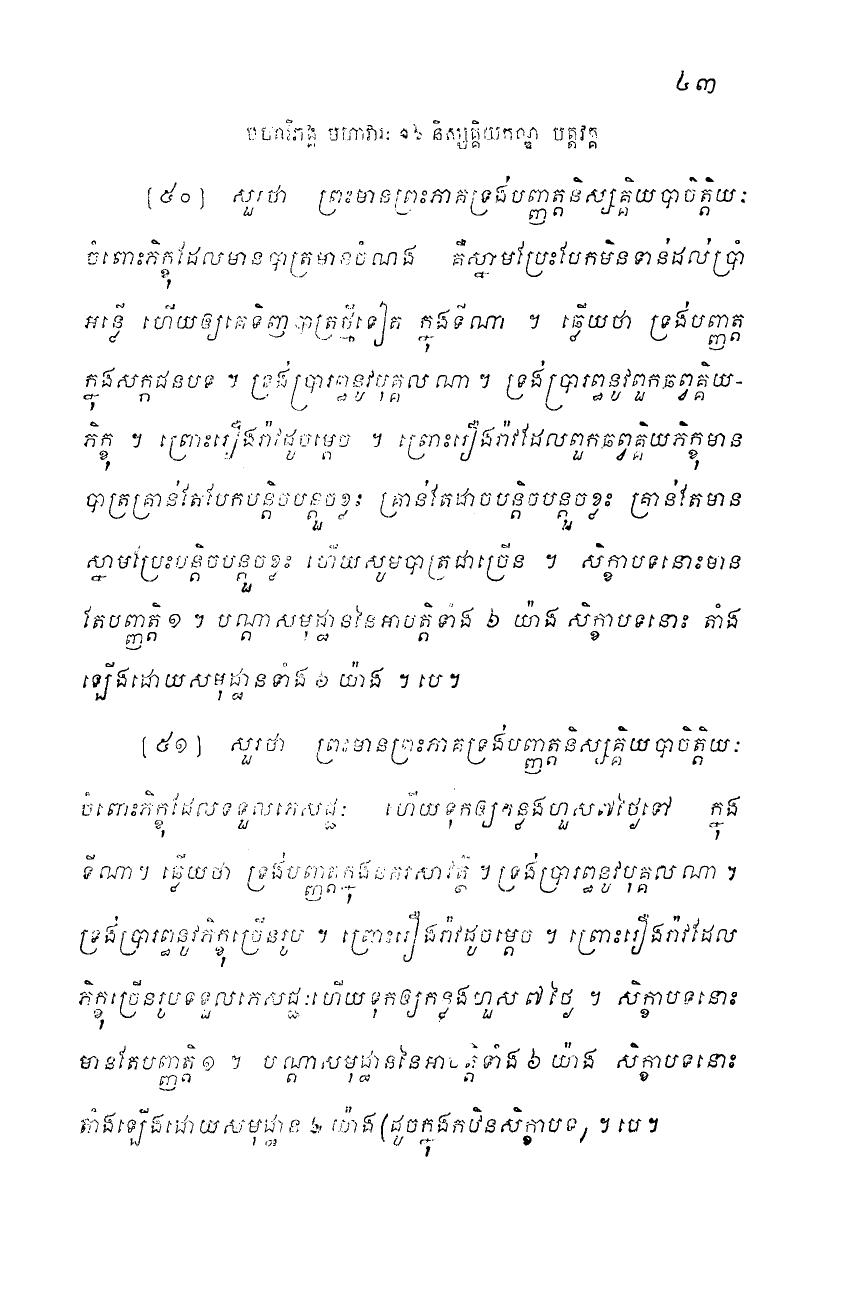 ៤៣
មហាវារៈ ១៦ និស្សគ្គិយកណ្ឌ បត្តវគ្គ
[៥០] សួរថា ព្រះមានព្រះភាគទ្រង់បញ្ញត្តនិស្សគ្គិយបាចិត្តិយៈ
ចំពោះភិក្ខុដែលមានបាត្រមានចំណង គឺស្នាមប្រែះបែកមិនទាន់ដល់ប្រាំ
អន្លើ ហើយឲ្យគេទិញបាត្រថ្មីទៀត ក្នុងទីណា ។ ឆ្លើយថា ទ្រង់បញ្ញត្ត
ក្នុងសក្កជនបទ ។ ទ្រង់ប្រារព្ធនូវបុគ្គលណា ។ ទ្រង់ប្រារព្ធនូវពួកឆព្វគ្គិយ-
ភិក្ខុ ។ ព្រោះរឿងរ៉ាវដូចម្តេច ។ ព្រោះរឿងរ៉ាវដែលពួកឆព្វគ្គិយភិក្ខុមាន
បាត្រគ្រាន់តែបែកបន្តិចបន្តួចខ្លះ គ្រាន់តែជាចបន្តិចបន្តួចខ្លះ គ្រាន់តែមាន
ស្នាមប្រែះបន្តិចបន្តួចខ្លះ ហើយសូមបាត្រជាច្រើន ។ សិក្ខាបទនោះមាន
តែបញ្ញត្តិ ១ ។ បណ្តាសមុដ្ឋាននៃអាបត្តិទាំង ៦ យ៉ាង សិក្ខាបទនោះ តាំង
ឡើងដោយសមុដ្ឋានទាំង ៦ យ៉ាង ។ បេ ។
[៥១] សួរថា ព្រះមានព្រះភាគទ្រង់បញ្ញត្តនិស្សគ្គិយបាចិត្តិយៈ
ចំពោះភិក្ខុដែលទទួលភេសជ្ជៈ ហើយទុកឲ្យកន្លងហួស៧ថ្ងៃទៅ ក្នុង
ទីណា ។ ឆ្លើយថា ទ្រង់បញ្ញត្តក្នុងនគរសាវត្ថី ។ ទ្រង់ប្រារព្ធនូវបុគ្គលណា ។
ទ្រង់ប្រារព្ធនូវភិក្ខុច្រើនរូប ។ ព្រោះរឿងរ៉ាវដូចម្តេច ។ ព្រោះរឿងរ៉ាវដែល
ភិក្ខុច្រើនរូបទទួលភេសជ្ជៈហើយទុកឲ្យកន្លងហួស ៧ ថ្ងៃ ។ សិក្ខាបទនោះ
មានតែបញ្ញត្តិ ១ ។ បណ្តាសមុដ្ឋាននៃអាបត្តិទាំង ៦ យ៉ាង សិក្ខាបទនោះ
តាំងឡើងដោយសមុដ្ឋាន ៦ យ៉ាង (ដូចក្នុងកឋិនសិក្ខាបទ) ។ បេ ។